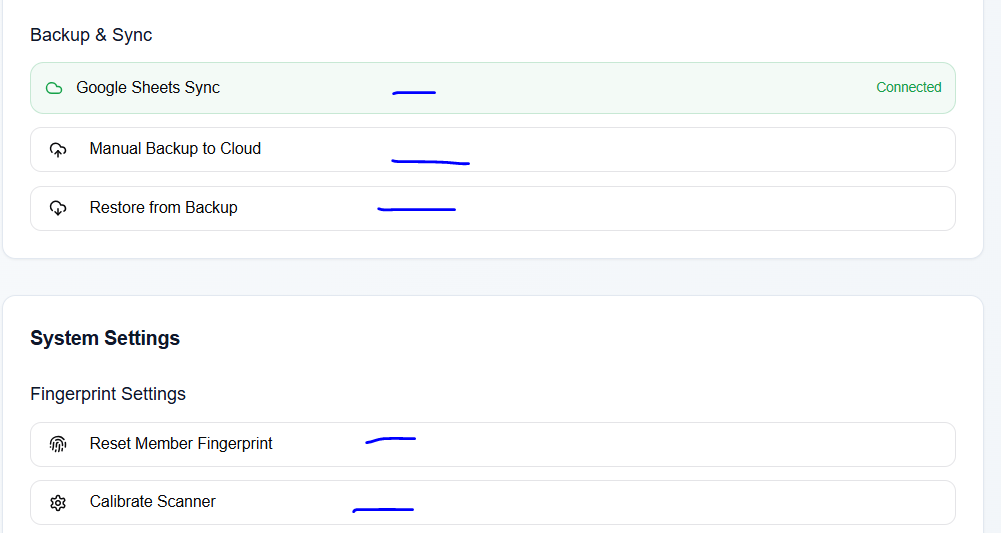 Backup & Sync
Google Sheets Sync Connected
Manual Backup to Cloud
Restore from Backup
System Settings
Fingerprint Settings
Reset Member Fingerprint
Calibrate Scanner